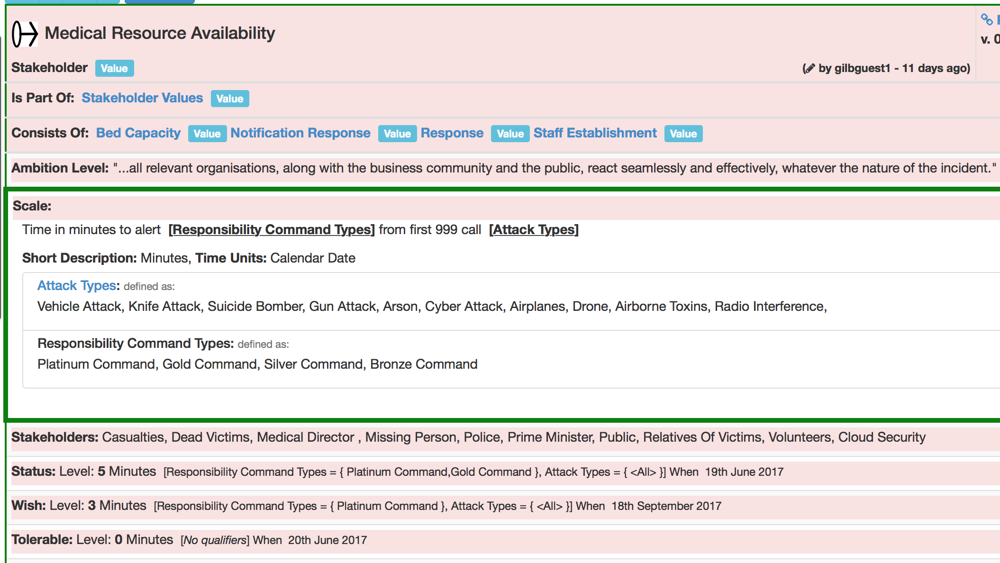 Medical Resource Availability
v. 0
Stakeholder Value
(by gilbguest1 - 11 days ago)
Is Part Of: Stakeholder Values Value
Consists Of: Bed Capacity Value Notification Response Value Response Value Staff Establishment Value
Ambition Level: "...all relevant organisations, along with the business community and the public, react seamlessly and effectively, whatever the nature of the incident."
Scale:
Time in minutes to alert [Responsibility Command Types] from first 999 call [Attack Types]
Short Description: Minutes, Time Units: Calendar Date
Attack Types: defined as:
Vehicle Attack, Knife Attack, Suicide Bomber, Gun Attack, Arson, Cyber Attack, Airplanes, Drone, Airborne Toxins, Radio Interference,
Responsibility Command Types: defined as:
Platinum Command, Gold Command, Silver Command, Bronze Command
Stakeholders: Casualties, Dead Victims, Medical Director , Missing Person, Police, Prime Minister, Public, Relatives Of Victims, Volunteers, Cloud Security
Status: Level: 5 Minutes [Responsibility Command Types = { Platinum Command,Gold Command }, Attack Types = { <All> }] When 19th June 2017
Wish: Level: 3 Minutes [Responsibility Command Types = { Platinum Command }, Attack Types = { <All> }] When 18th September 2017
Tolerable: Level: 0 Minutes [No qualifiers] When 20th June 2017